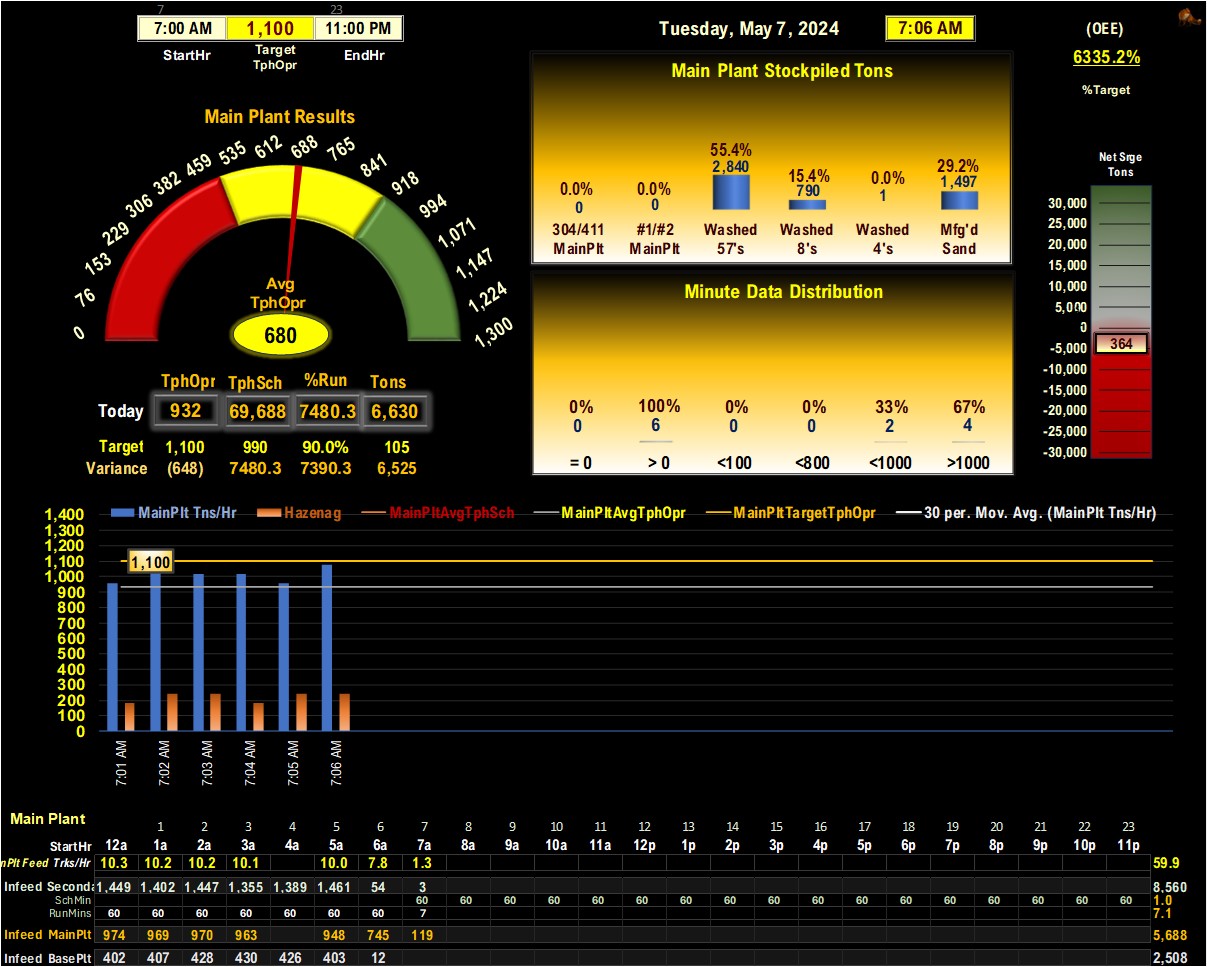 7 23
7:00 AM 1,100 11:00 PM
StartHr Target TphOpr EndHr
Tuesday, May 7, 2024 7:06 AM
(OEE)
6335.2%
%Target
Main Plant Results
0 76 153 229 306 382 459 535 612 688 765 841 918 994 1,071 1,147 1,224 1,300
Avg
TphOpr
680
TphOpr TphSch %Run Tons
Today 932 69,688 7480.3 6,630
Target 1,100 990 90.0% 105
Variance (648) 7480.3 7390.3 6,525
Main Plant Stockpiled Tons
0.0% 0.0% 55.4% 15.4% 0.0% 29.2%
0 0 2,840 790 1 1,497
304/411 #1/#2 Washed Washed Washed Mfg'd
MainPlt MainPlt 57's 8's 4's Sand
Minute Data Distribution
0% 100% 0% 0% 33% 67%
0 6 0 0 2 4
= 0 > 0 <100 <800 <1000 >1000
Net Srge
Tons
30,000
25,000
20,000
15,000
10,000
5,000
0
-5,000
364
-10,000
-15,000
-20,000
-25,000
-30,000
MainPlt Tns/Hr Hazenag MainPltAvgTphSch MainPltAvgTphOpr MainPltTargetTphOpr 30 per. Mov. Avg. (MainPlt Tns/Hr)
1,400
1,300
1,200
1,100
1,100
1,000
900
800
700
600
500
400
300
200
100
0
7:01 AM 7:02 AM 7:03 AM 7:04 AM 7:05 AM 7:06 AM
Main Plant
1 2 3 4 5 6 7 8 9 10 11 12 13 14 15 16 17 18 19 20 21 22 23
StartHr 12a 1a 2a 3a 4a 5a 6a 7a 8a 9a 10a 11a 12p 1p 2p 3p 4p 5p 6p 7p 8p 9p 10p 11p
nPlt Feed Trks/Hr 10.3 10.2 10.2 10.1 10.0 7.8 1.3 59.9
Infeed Seconda 1,449 1,402 1,447 1,355 1,389 1,461 54 3 8,560
SchMin 60 60 60 60 60 60 60 60 60 60 60 60 60 60 60 60 60 1.0
RunMins 60 60 60 60 60 60 60 7 7.1
Infeed MainPlt 974 969 970 963 948 745 119 5,688
Infeed BasePlt 402 407 428 430 426 403 12 2,508